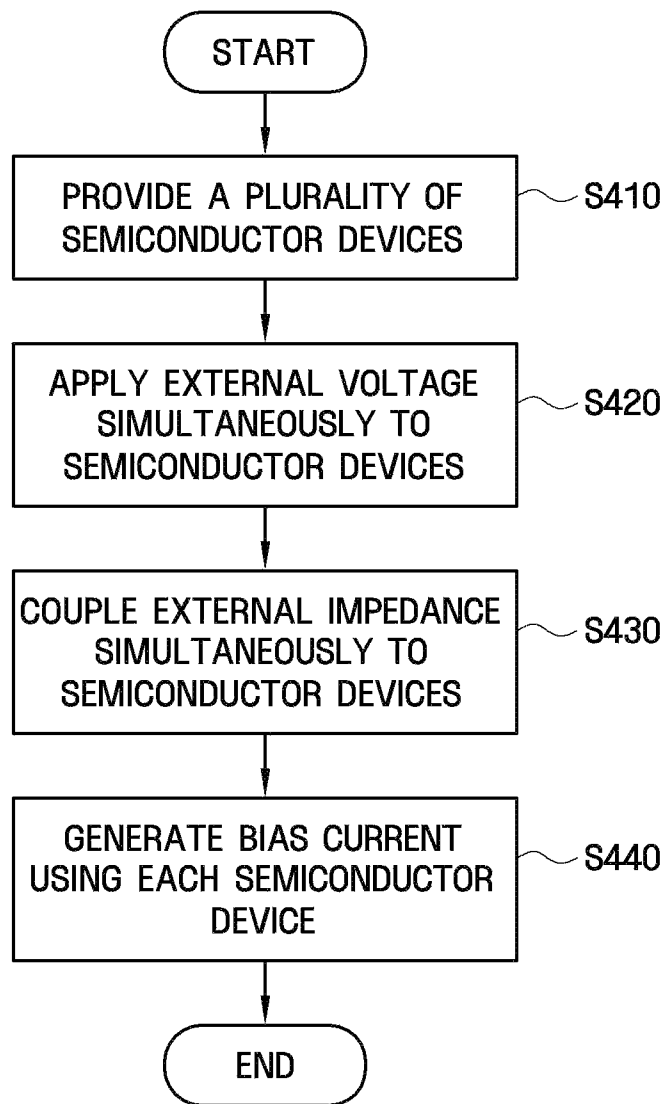 START
PROVIDE A PLURALITY OF
SEMICONDUCTOR DEVICES
S410
APPLY EXTERNAL VOLTAGE
SIMULTANEOUSLY TO
SEMICONDUCTOR DEVICES
S420
COUPLE EXTERNAL IMPEDANCE
SIMULTANEOUSLY TO
SEMICONDUCTOR DEVICES
S430
GENERATE BIAS CURRENT
USING EACH SEMICONDUCTOR
DEVICE
S440
END